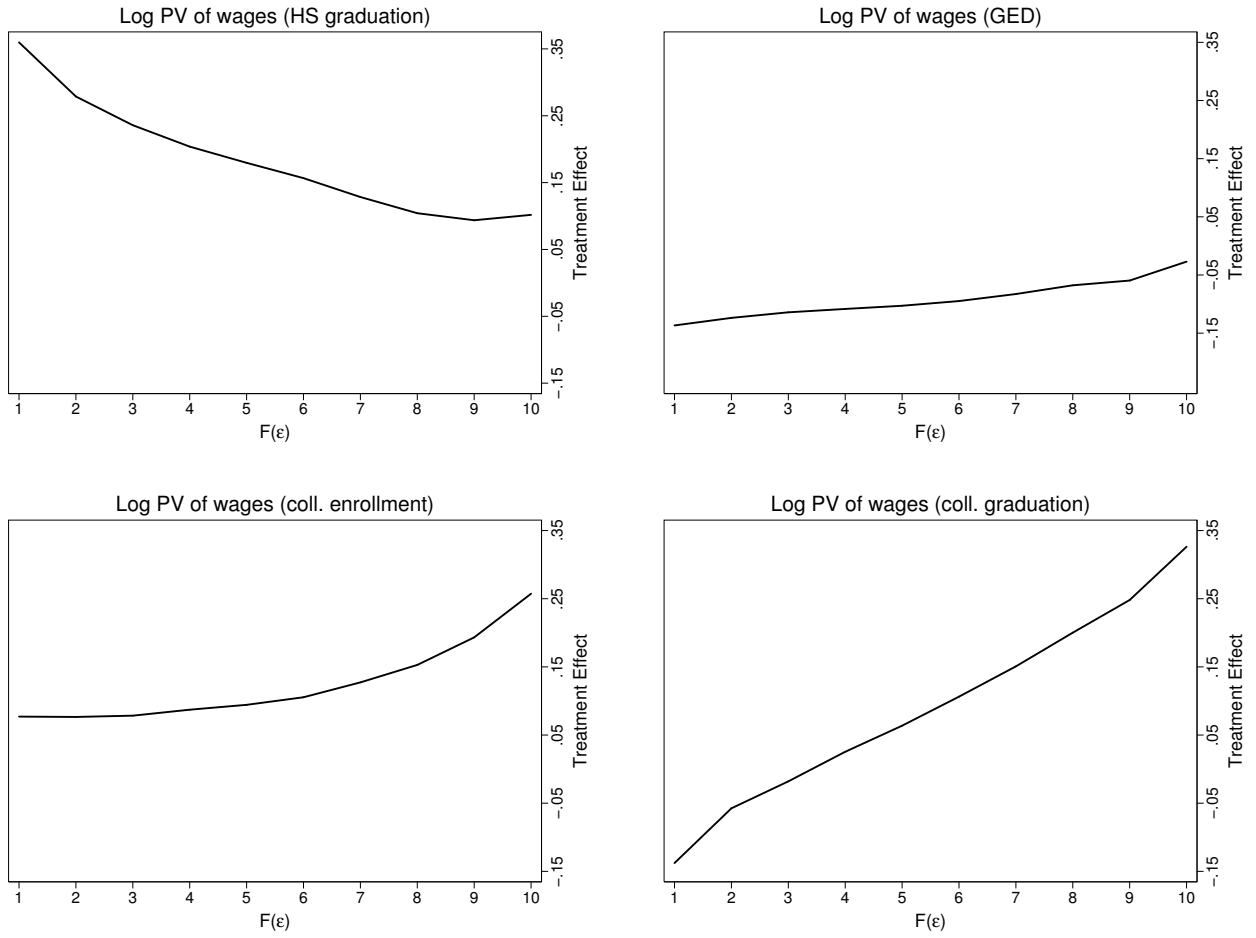 Log PV of wages (HS graduation)
.35
.25
.15
.05
−.05
−.15
Treatment Effect
1 2 3 4 5 6 7 8 9 10
F(ε)
Log PV of wages (GED)
.35
.25
.15
.05
−.05
−.15
Treatment Effect
1 2 3 4 5 6 7 8 9 10
F(ε)
Log PV of wages (coll. enrollment)
.35
.25
.15
.05
−.05
−.15
Treatment Effect
1 2 3 4 5 6 7 8 9 10
F(ε)
Log PV of wages (coll. graduation)
.35
.25
.15
.05
−.05
−.15
Treatment Effect
1 2 3 4 5 6 7 8 9 10
F(ε)